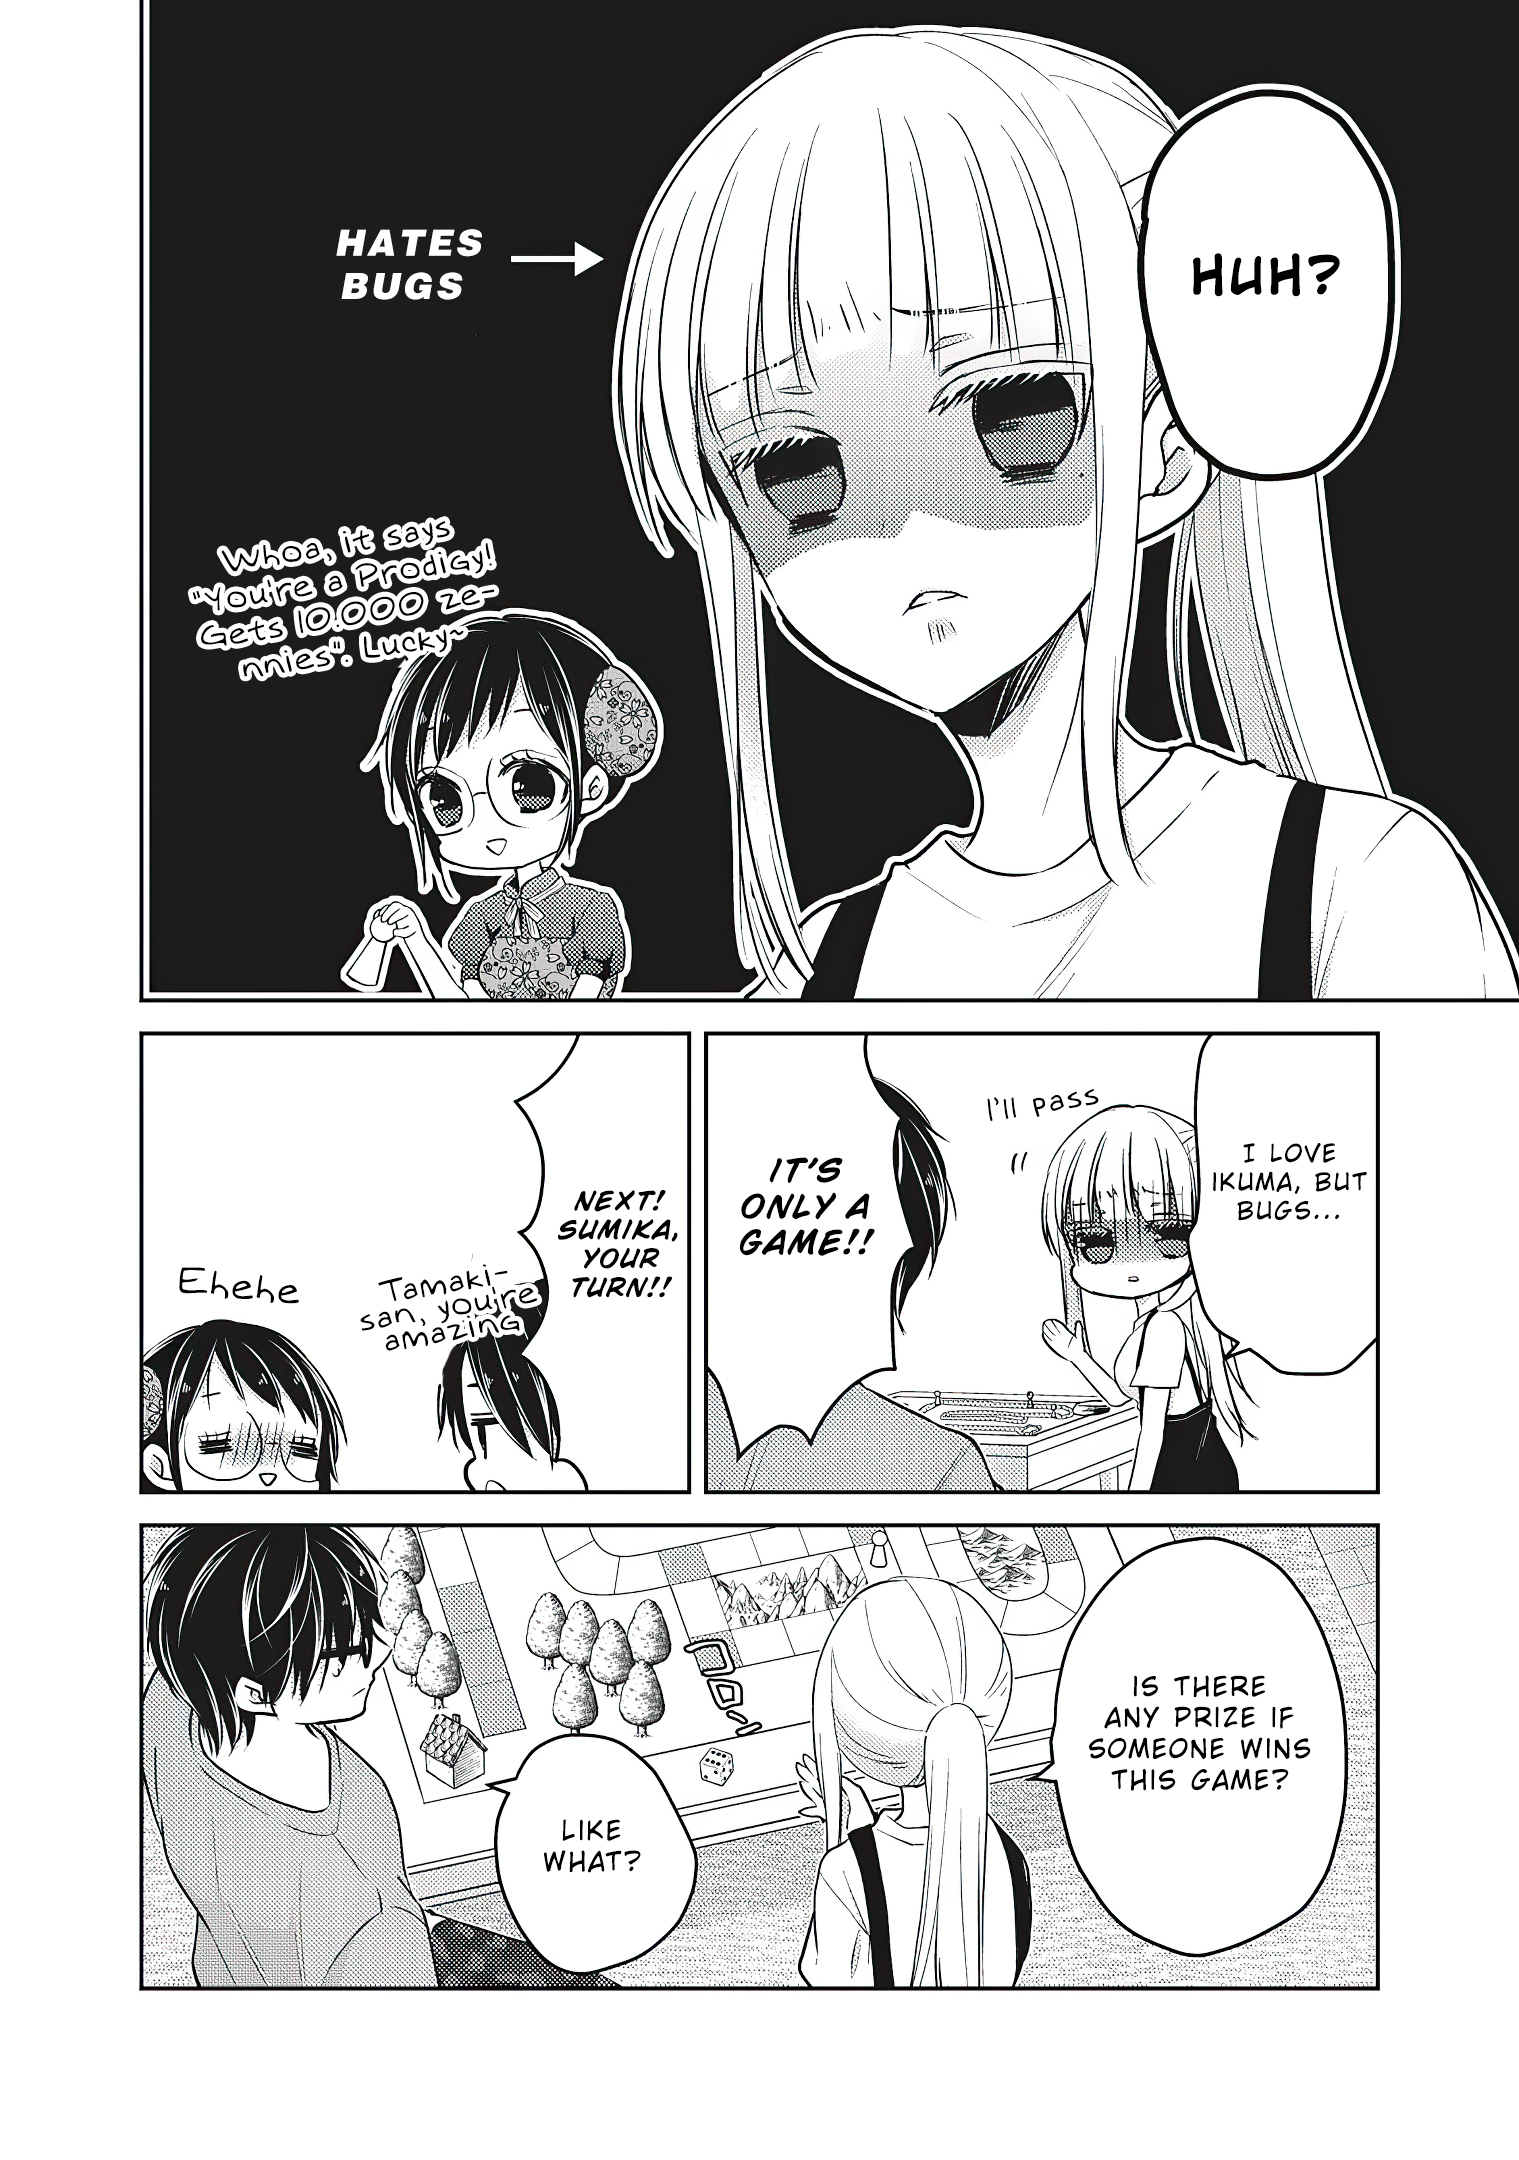 HUH?
HATES
BUGS
Whoa, it says
"You're a Prodigy!
Gets 10.000 ze-
nnies". Lucky~
I LOVE
IKUMA, BUT
BUGS...
I'll pass
IT'S
ONLY A
GAME!!
NEXT!
SUMIKA,
YOUR
TURN!!
Tamaki-
san, you're
amazing
Ehehe
IS THERE
ANY PRIZE IF
SOMEONE WINS
THIS GAME?
LIKE
WHAT?